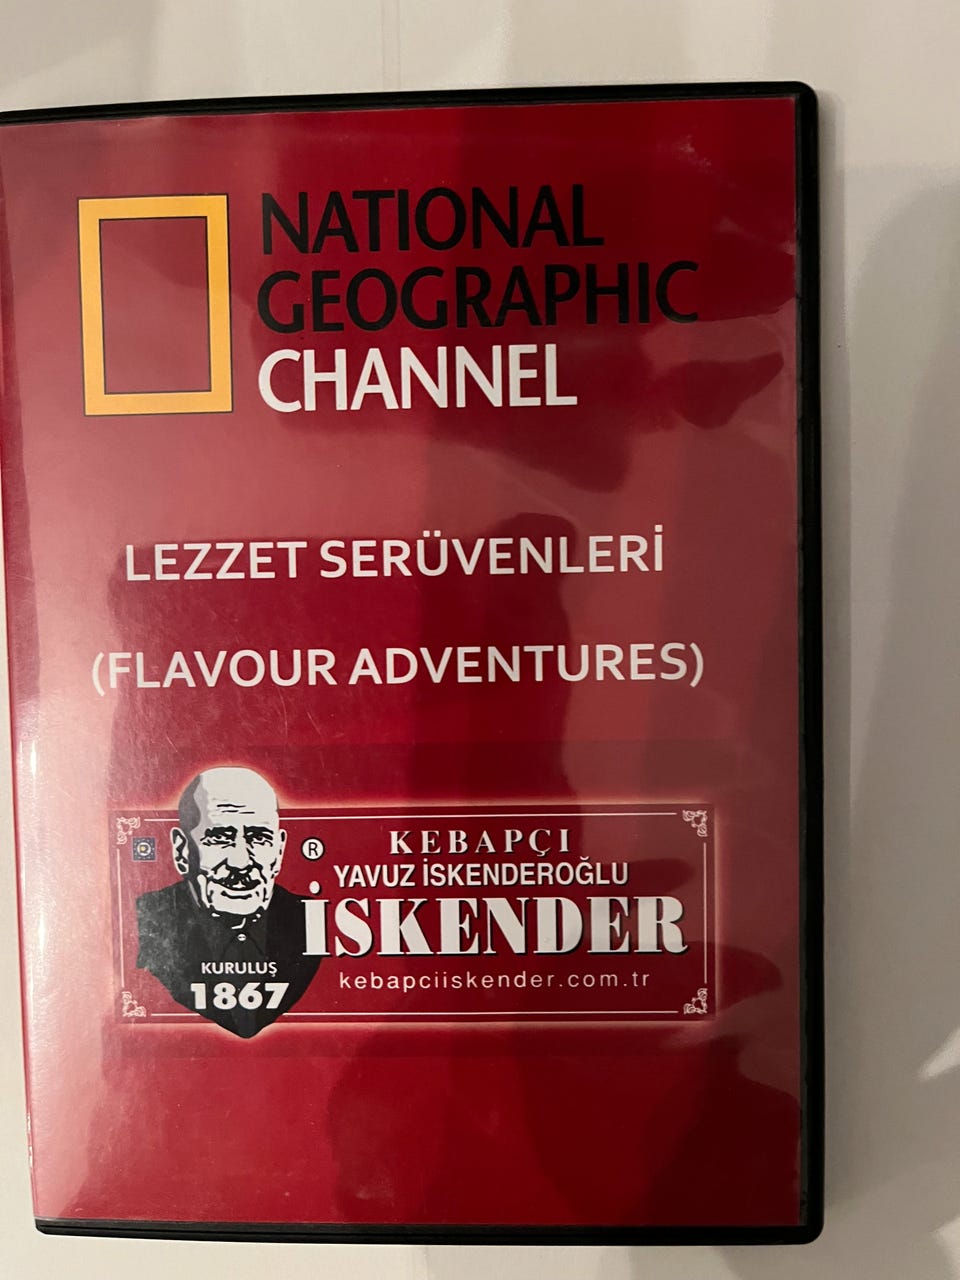 NATIONAL
GEOGRAPHIC
CHANNEL
LEZZET SERÜVENLERİ
(FLAVOUR ADVENTURES)
®
KEBAPÇI
YAVUZ İSKENDEROĞLU
İSKENDER
kebapciiskender.com.tr
KURULUŞ
1867